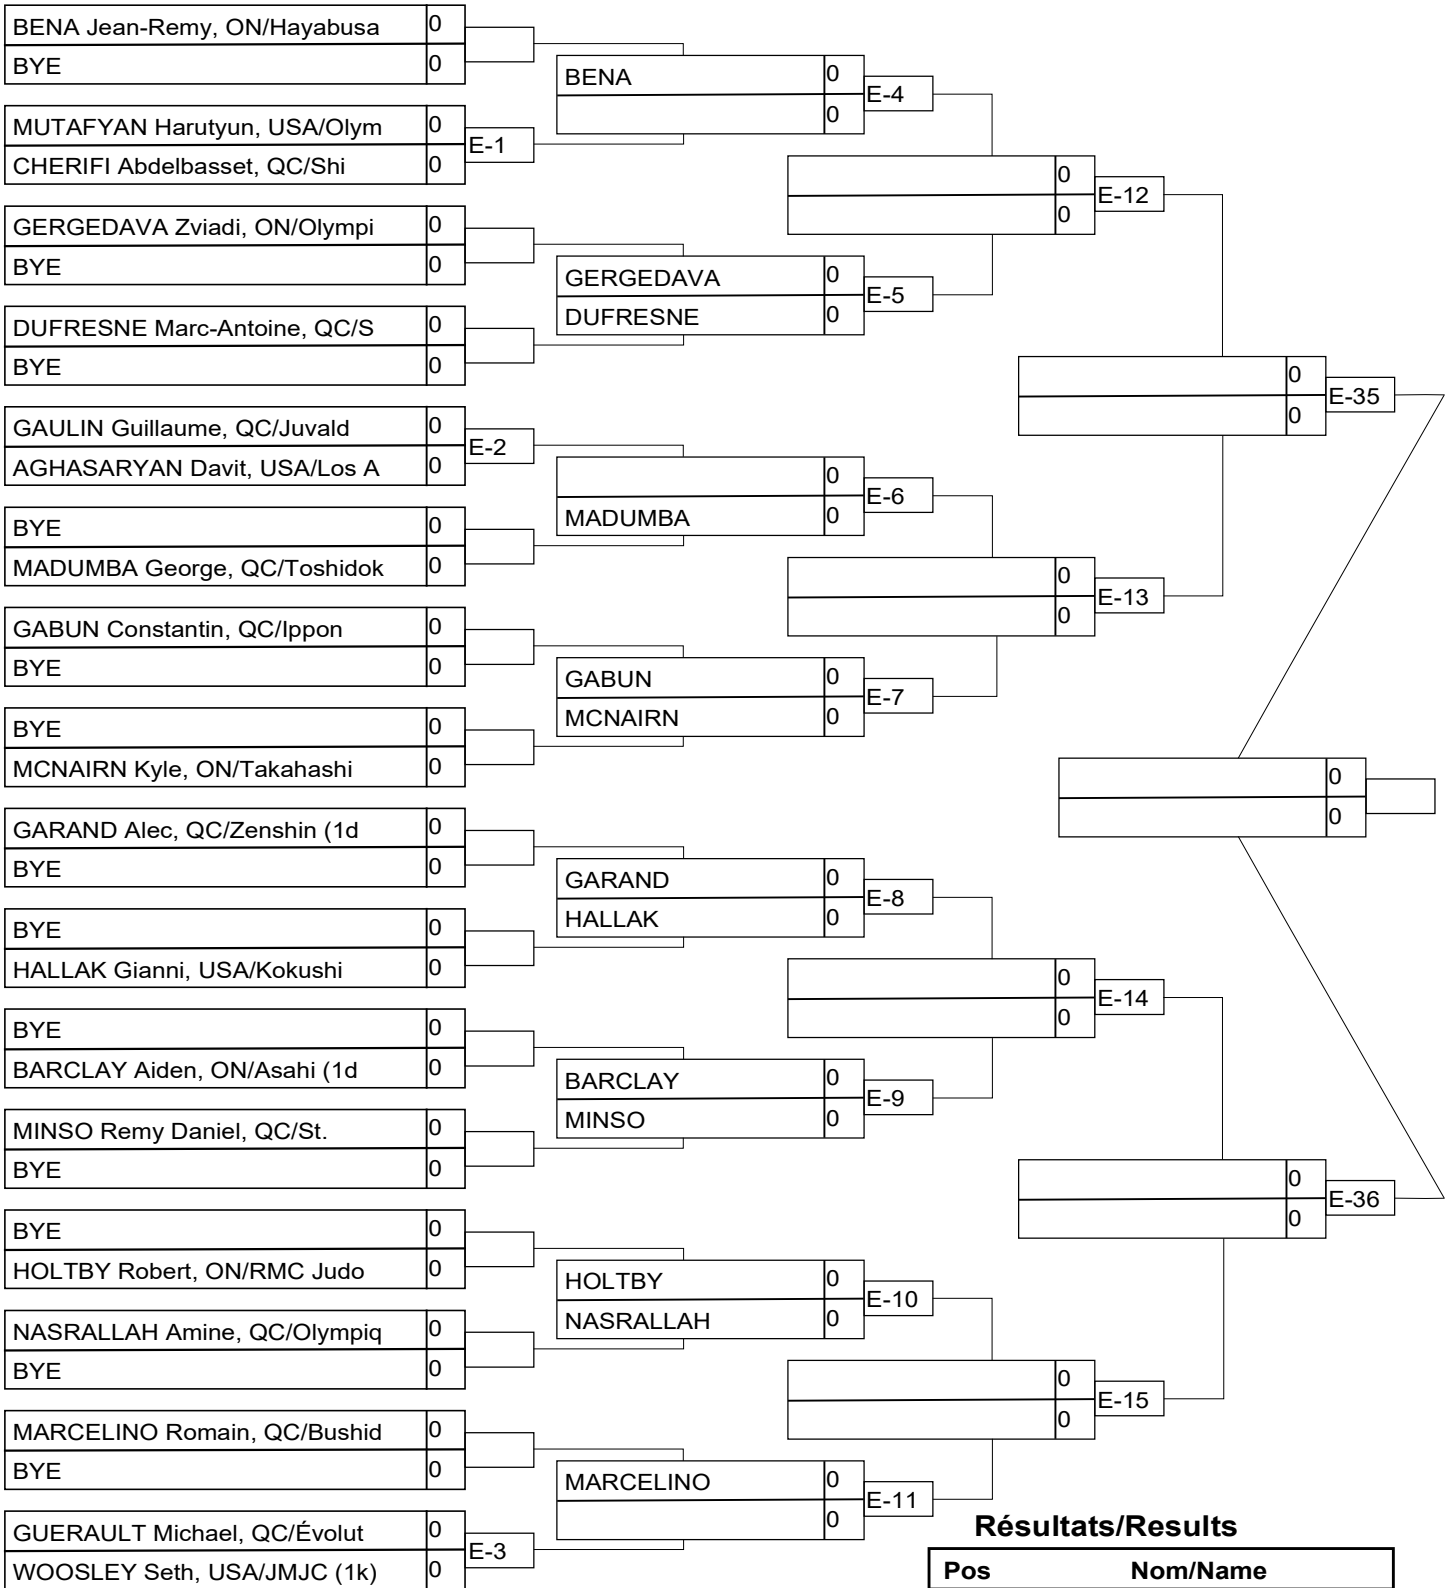 BENA Jean-Remy, ON/Hayabusa 0
BYE 0
MUTAFYAN Harutyun, USA/Olym 0
CHERIFI Abdelbasset, QC/Shi 0
E-1
GERGEDAVA Zviadi, ON/Olympi 0
BYE 0
DUFRESNE Marc-Antoine, QC/S 0
BYE 0
GAULIN Guillaume, QC/Juvald 0
AGHASARYAN Davit, USA/Los A 0
E-2
BYE 0
MADUMBA George, QC/Toshidok 0
GABUN Constantin, QC/Ippon 0
BYE 0
BYE 0
MCNAIRN Kyle, ON/Takahashi 0
GARAND Alec, QC/Zenshin (1d 0
BYE 0
BYE 0
HALLAK Gianni, USA/Kokushi 0
BYE 0
BARCLAY Aiden, ON/Asahi (1d 0
MINSO Remy Daniel, QC/St. 0
BYE 0
BYE 0
HOLTBY Robert, ON/RMC Judo 0
NASRALLAH Amine, QC/Olympiq 0
BYE 0
MARCELINO Romain, QC/Bushid 0
BYE 0
GUERAULT Michael, QC/Évolut 0
WOOSLEY Seth, USA/JMJC (1k) 0
E-3
BENA 0
0
E-4
GERGEDAVA 0
DUFRESNE 0
E-5
0
MADUMBA 0
E-6
GABUN 0
MCNAIRN 0
E-7
GARAND 0
HALLAK 0
E-8
BARCLAY 0
MINSO 0
E-9
HOLTBY 0
NASRALLAH 0
E-10
MARCELINO 0
0
E-11
0
0
E-12
0
0
E-13
0
0
E-14
0
0
E-15
0
0
E-35
0
0
E-36
0
0
Résultats/Results
Pos Nom/Name